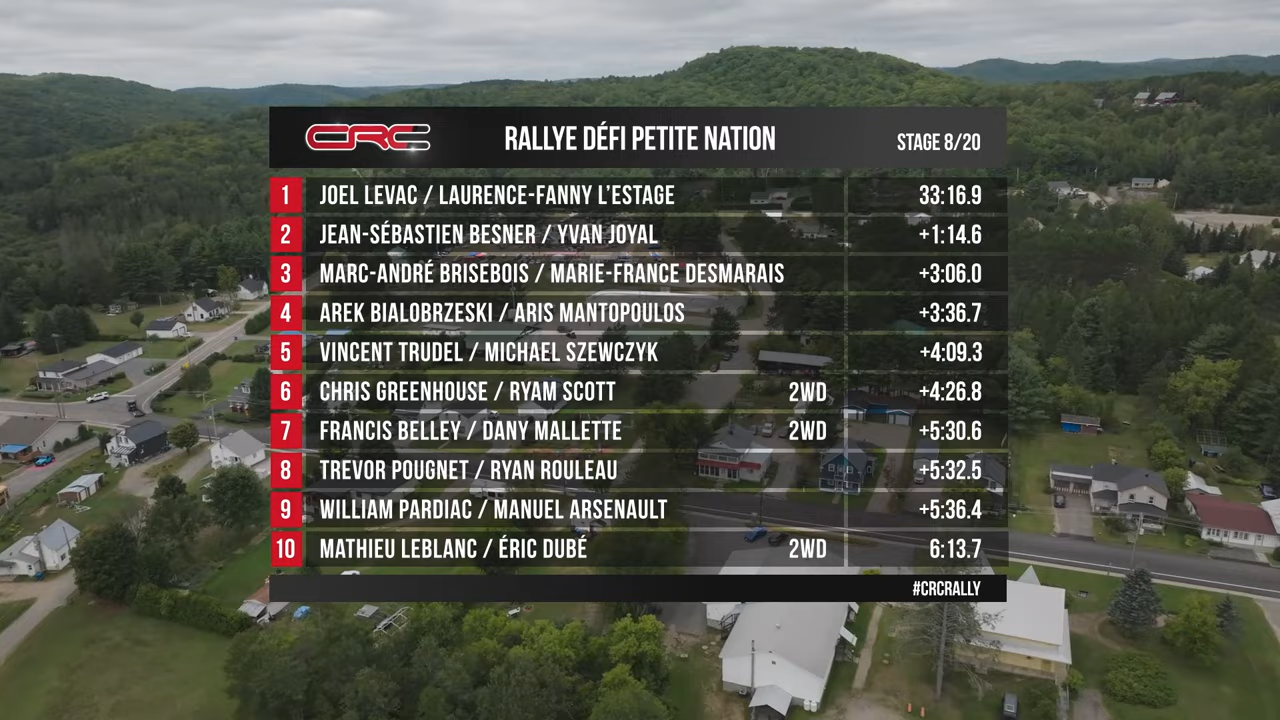 CRC RALLYE DÉFI PETITE NATION STAGE 8/20
1 JOEL LEVAC / LAURENCE-FANNY L'ESTAGE 33:16.9
2 JEAN-SÉBASTIEN BESNER / YVAN JOYAL +1:14.6
3 MARC-ANDRÉ BRISEBOIS / MARIE-FRANCE DESMARAIS +3:06.0
4 AREK BIALOBRZESKI / ARIS MANTOPOULOS +3:36.7
5 VINCENT TRUDEL / MICHAEL SZEWCZYK +4:09.3
6 CHRIS GREENHOUSE / RYAM SCOTT 2WD +4:26.8
7 FRANCIS BELLEY / DANY MALLETTE 2WD +5:30.6
8 TREVOR POUGNET / RYAN ROULEAU +5:32.5
9 WILLIAM PARDIAC / MANUEL ARSENAULT +5:36.4
10 MATHIEU LEBLANC / ÉRIC DUBÉ 2WD 6:13.7
#CRCRALLY